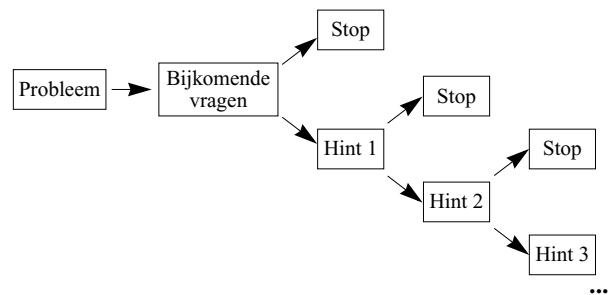 Stop
Probleem
Bijkomende
vragen
Stop
Hint 1
Stop
Hint 2
Hint 3
...